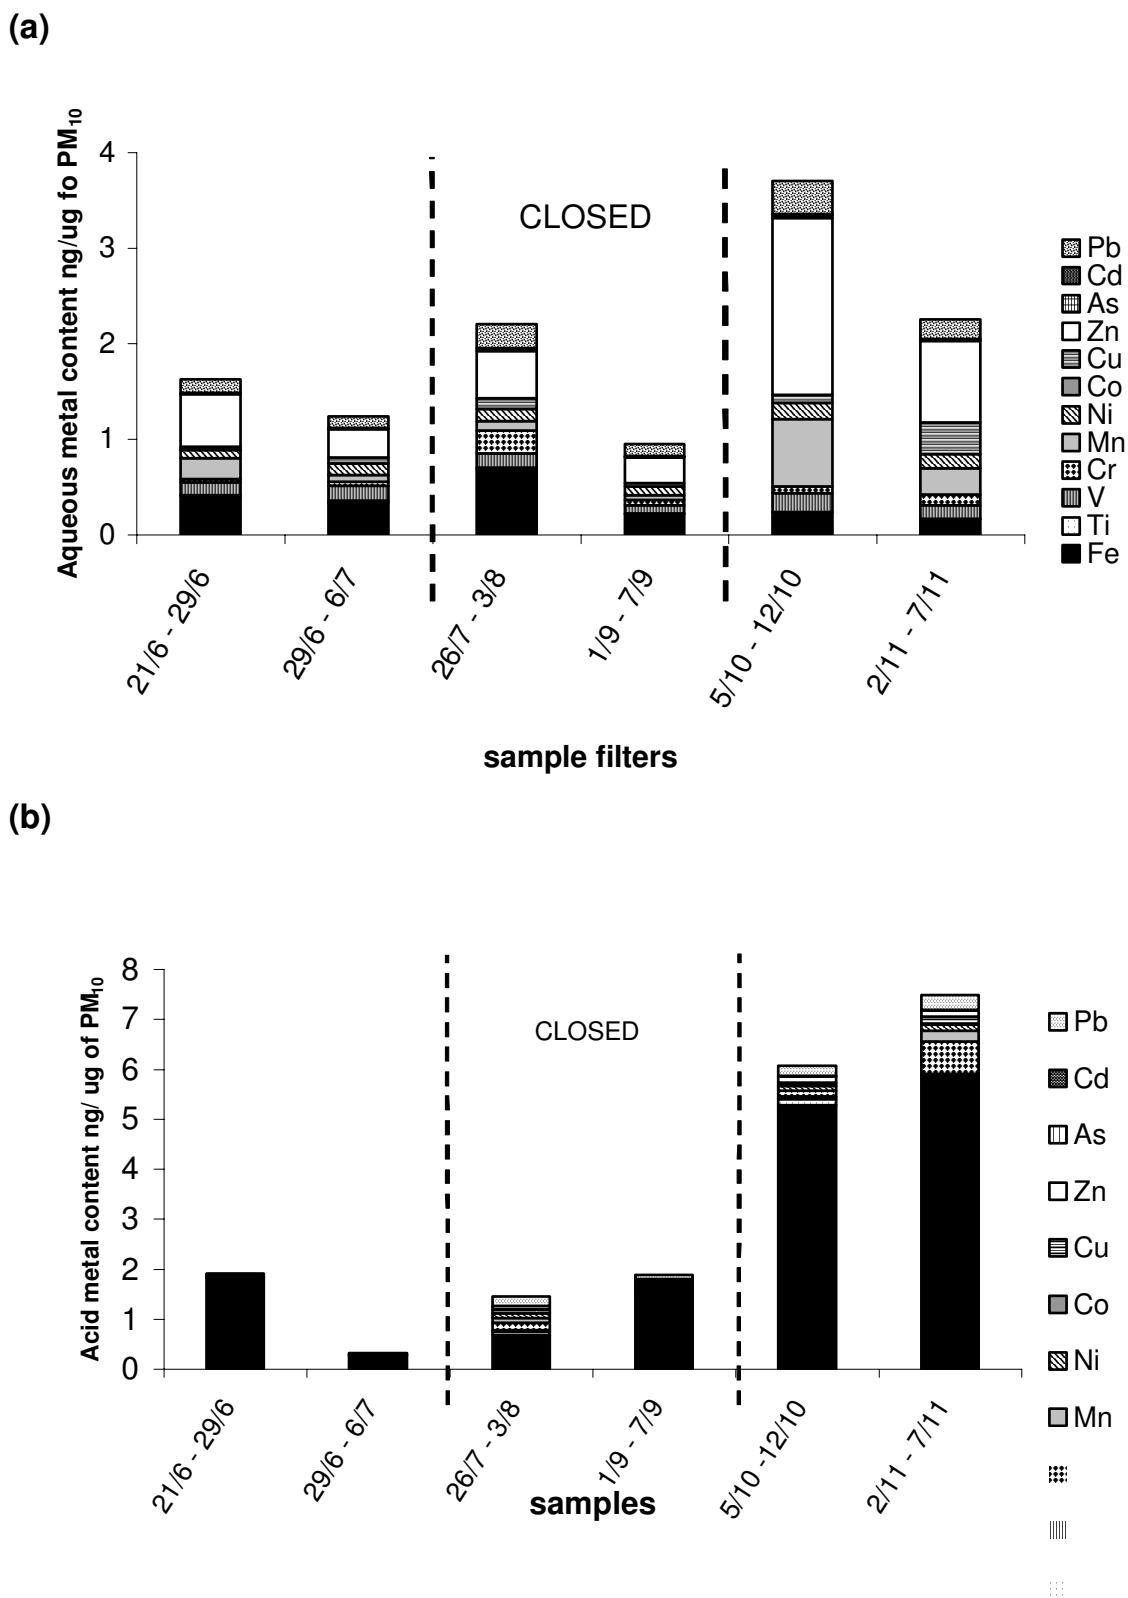 (a)
Aqueous metal content ng/ug fo PM10
4
3
2
1
0
CLOSED
Pb
Cd
As
Zn
Cu
Co
Ni
Mn
Cr
V
Ti
Fe
21/6 - 29/6
29/6 - 6/7
26/7 - 3/8
1/9 - 7/9
5/10 - 12/10
2/11 - 7/11
sample filters
(b)
Acid metal content ng/ ug of PM10
8
7
6
5
4
3
2
1
0
CLOSED
Pb
Cd
As
Zn
Cu
Co
Ni
Mn
21/6 - 29/6
29/6 - 6/7
26/7 - 3/8
1/9 - 7/9
5/10 -12/10
2/11 - 7/11
samples